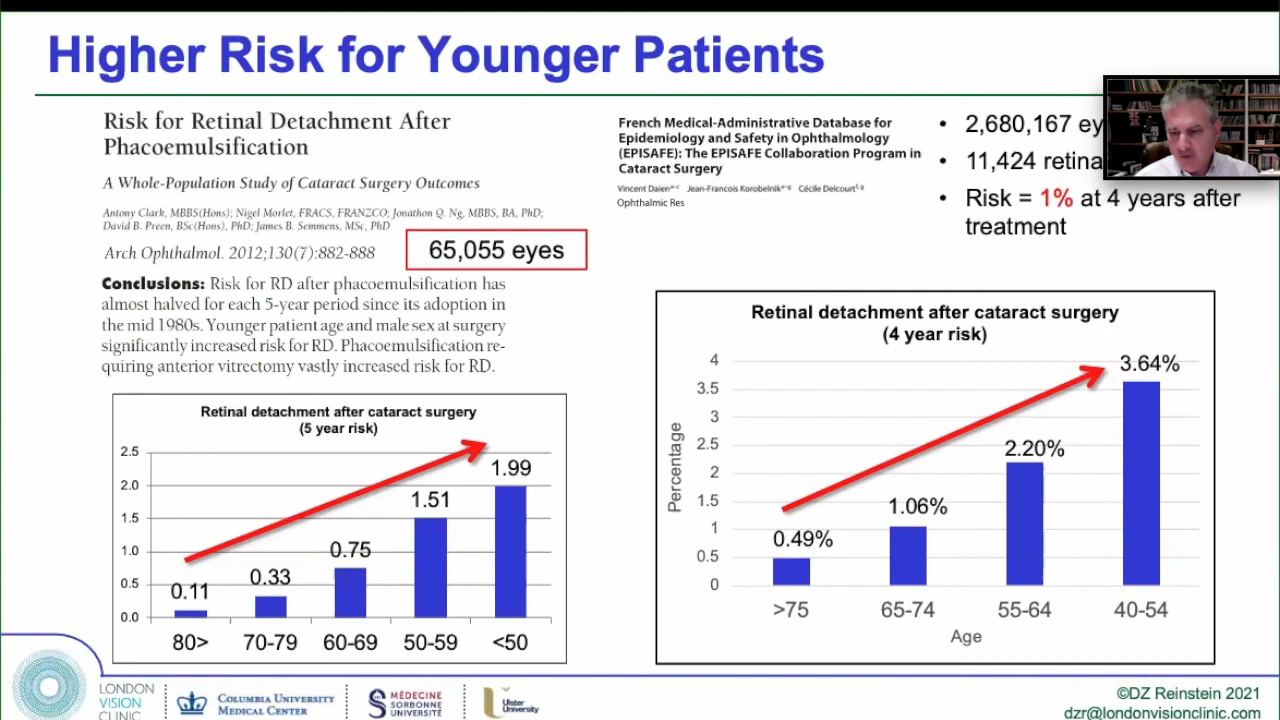 Higher Risk for Younger Patients
Risk for Retinal Detachment After
Phacoemulsification
A Whole-Population Study of Cataract Surgery Outcomes
Antony Clark, MBBS(Hons); Nigel Morlet, FRACS, FRANZCO; Jonathon Q. Ng, MBBS, BA, PhD;
David B. Preen, BSc(Hons), PhD; James B. Semmens, MSc, PhD
Arch Ophthalmol. 2012;130(7):882-888
65,055 eyes
Conclusions: Risk for RD after phacoemulsification has
almost halved for each 5-year period since its adoption in
the mid 1980s. Younger patient age and male sex at surgery
significantly increased risk for RD. Phacoemulsification re-
quiring anterior vitrectomy vastly increased risk for RD.
Retinal detachment after cataract surgery
(5 year risk)
2.5
2.0
1.5
1.0
0.5
0.0
0.11
0.33
0.75
1.51
1.99
80>
70-79
60-69
50-59
<50
French Medical-Administrative Database for
Epidemiology and Safety in Ophthalmology
(EPISAFE): The EPISAFE Collaboration Program in
Cataract Surgery
Vincent Daien a-c Jean-Francois Korobelnik e-g Cécile Delcourt f, g
Ophthalmic Res
• 2,680,167 ey
• 11,424 retina
• Risk = 1% at 4 years after
treatment
Retinal detachment after cataract surgery
(4 year risk)
Percentage
4
3.5
3
2.5
2
1.5
1
0.5
0
0.49%
1.06%
2.20%
3.64%
>75
65-74
55-64
40-54
Age
LONDON
VISION
CLINIC
COLUMBIA UNIVERSITY
MEDICAL CENTER
MÉDECINE
SORBONNE
UNIVERSITÉ
Ulster
University
©DZ Reinstein 2021
dzr@londonvisionclinic.com